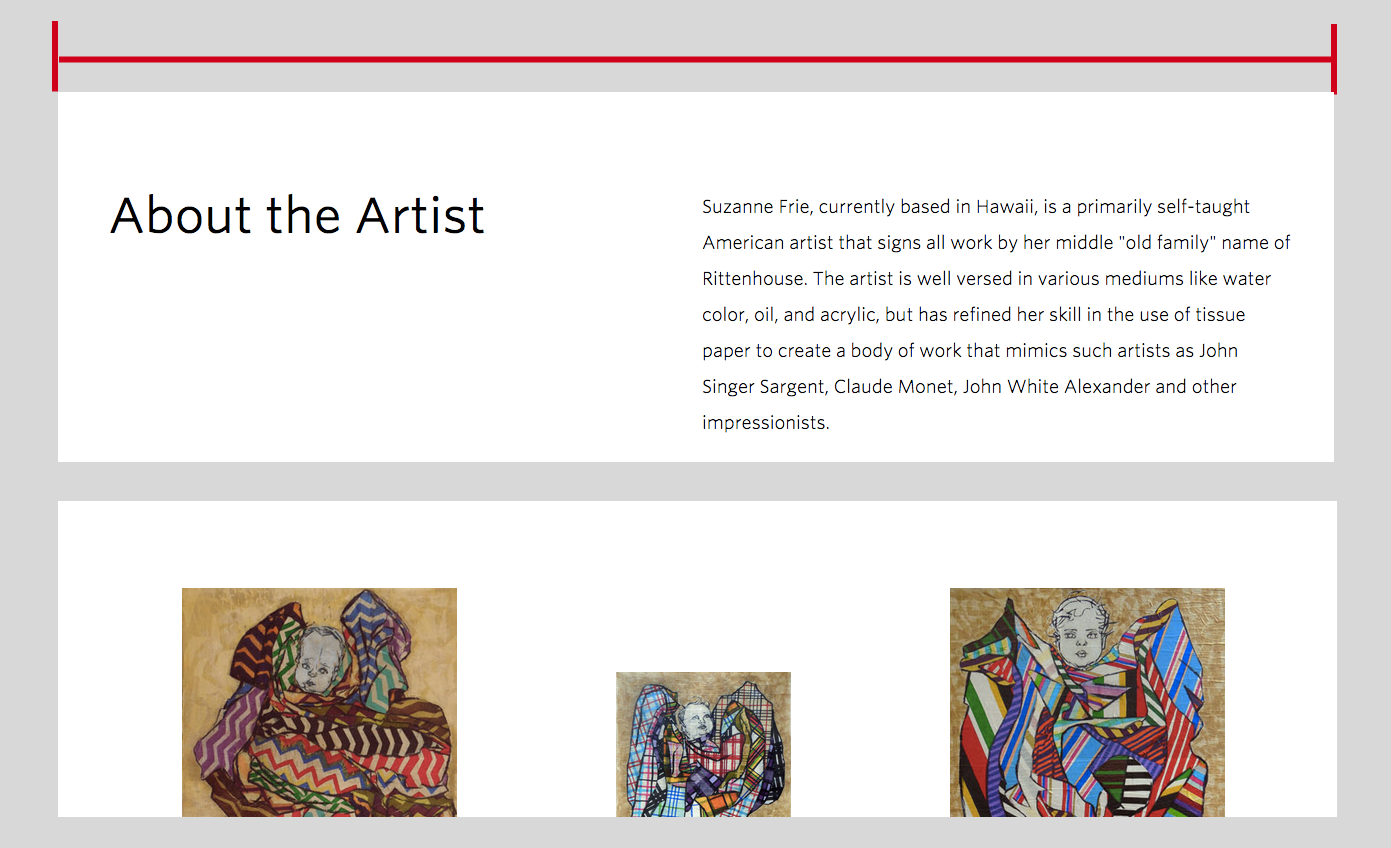 About the Artist
Suzanne Frie, currently based in Hawaii, is a primarily self-taught
American artist that signs all work by her middle "old family" name of
Rittenhouse. The artist is well versed in various mediums like water
color, oil, and acrylic, but has refined her skill in the use of tissue
paper to create a body of work that mimics such artists as John
Singer Sargent, Claude Monet, John White Alexander and other
impressionists.